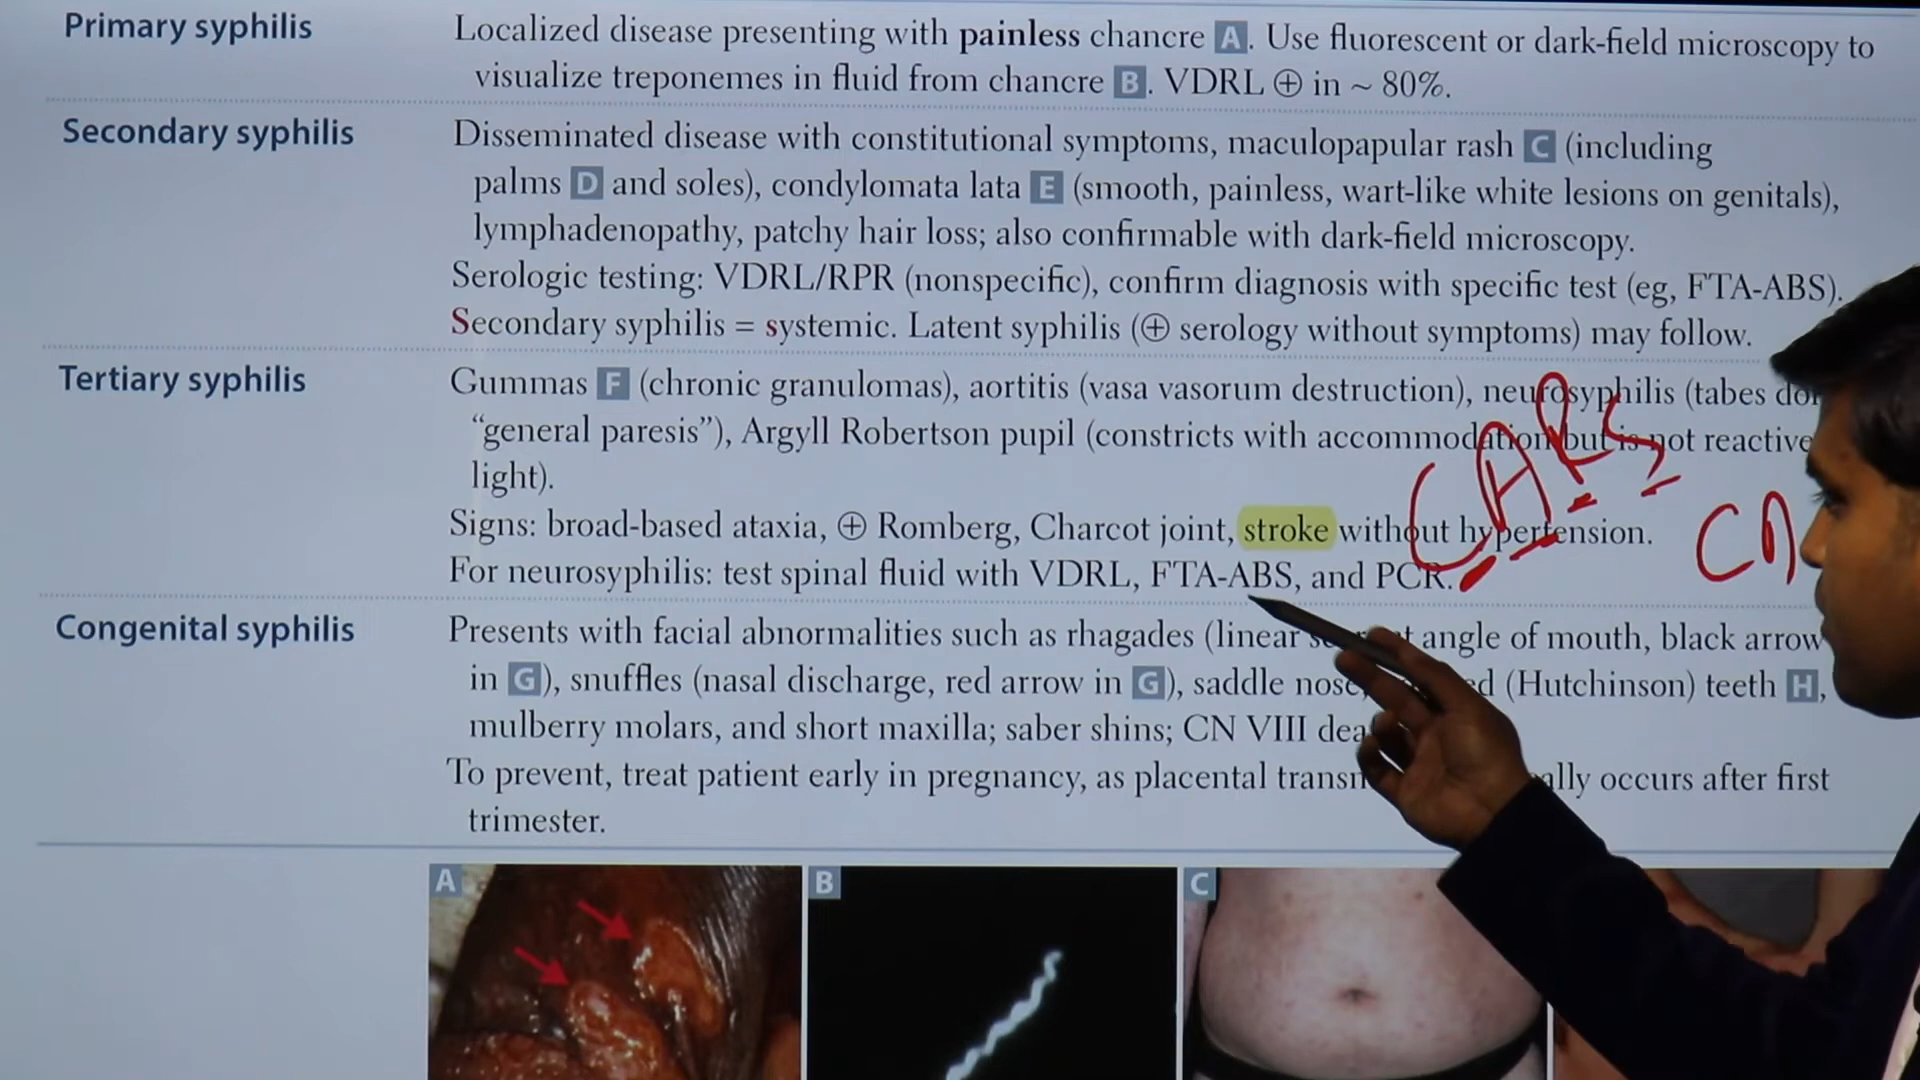 Primary syphilis
Localized disease presenting with painless chancre A. Use fluorescent or dark-field microscopy to
visualize treponemes in fluid from chancre B. VDRL ⊕ in ~ 80%.
Secondary syphilis
Disseminated disease with constitutional symptoms, maculopapular rash C (including
palms D and soles), condylomata lata E (smooth, painless, wart-like white lesions on genitals),
lymphadenopathy, patchy hair loss; also confirmable with dark-field microscopy.
Serologic testing: VDRL/RPR (nonspecific), confirm diagnosis with specific test (eg, FTA-ABS).
Secondary syphilis = systemic. Latent syphilis (⊕ serology without symptoms) may follow.
Tertiary syphilis
Gummas F (chronic granulomas), aortitis (vasa vasorum destruction), neurosyphilis (tabes
"general paresis"), Argyll Robertson pupil (constricts with accommodation but is not reactive
light).
Signs: broad-based ataxia, ⊕ Romberg, Charcot joint, stroke without hypertension.
For neurosyphilis: test spinal fluid with VDRL, FTA-ABS, and PCR.
CARS
Congenital syphilis
Presents with facial abnormalities such as rhagades (linear angle of mouth, black arrow
in G), snuffles (nasal discharge, red arrow in G), saddle nose, (Hutchinson) teeth H,
mulberry molars, and short maxilla; saber shins; CN VIII
To prevent, treat patient early in pregnancy, as placental occurs after first
trimester.
A B C